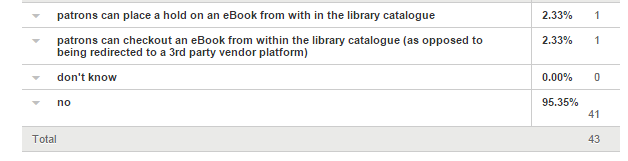 patrons can place a hold on an eBook from with in the library catalogue 2.33% 1
patrons can checkout an eBook from within the library catalogue (as opposed to 2.33% 1
being redirected to a 3rd party vendor platform)
don't know 0.00% 0
no 95.35%
41
Total 43